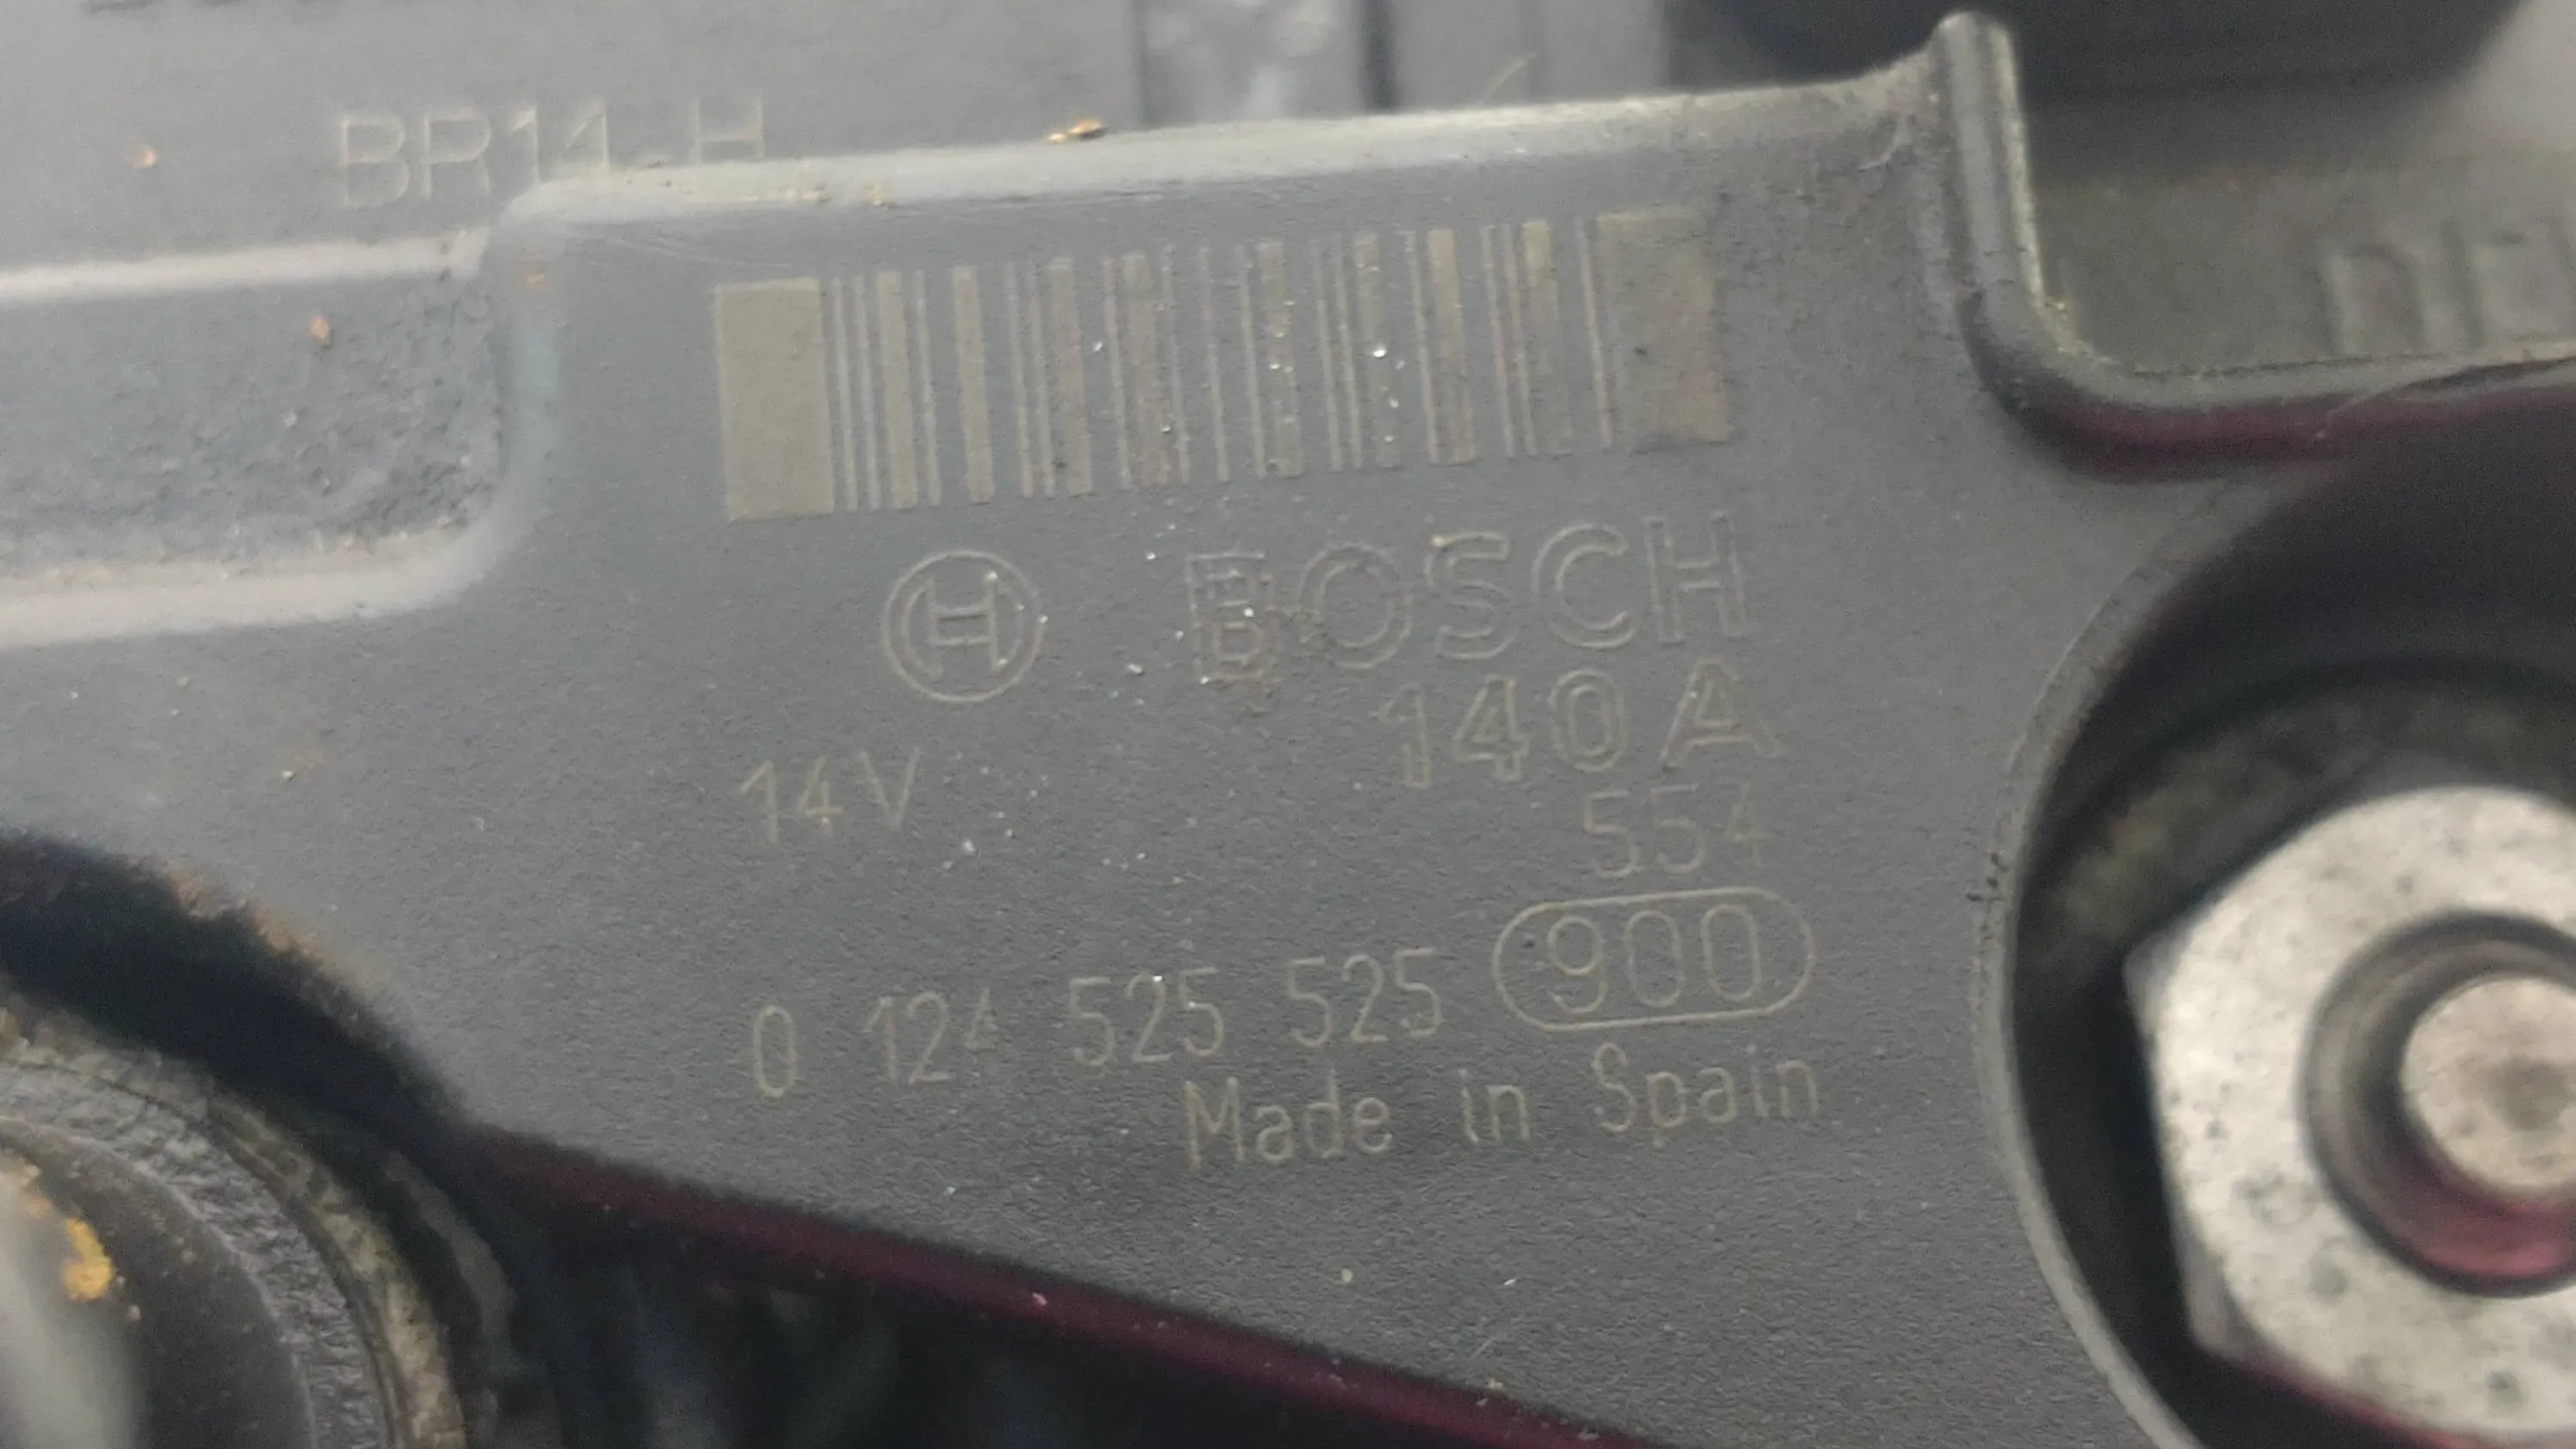 BR14-H
BOSCH
14V 140A
554
0 124 525 525 900
Made in Spain